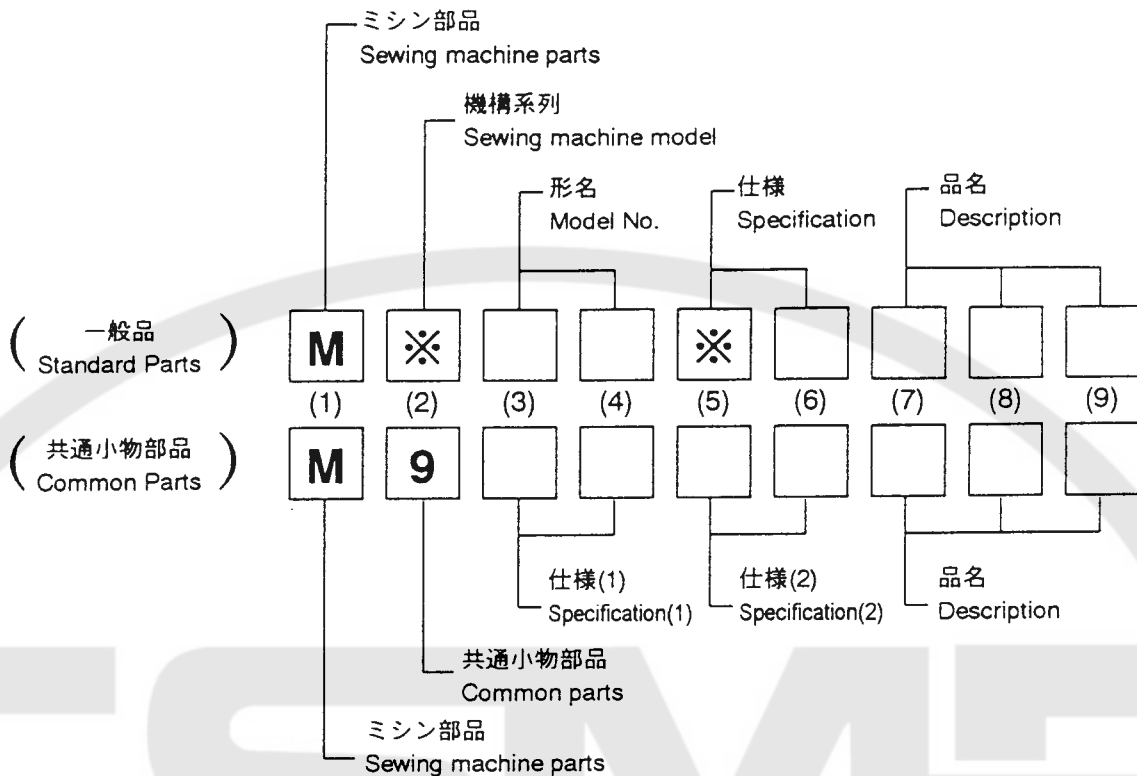 ミシン部品
Sewing machine parts
機構系列
Sewing machine model
形名
Model No.
仕様
Specification
品名
Description
(一般品
Standard Parts)
M ※ ※
(1) (2) (3) (4) (5) (6) (7) (8) (9)
(共通小物部品
Common Parts)
M 9
仕様(1)
Specification(1)
仕様(2)
Specification(2)
品名
Description
共通小物部品
Common parts
ミシン部品
Sewing machine parts